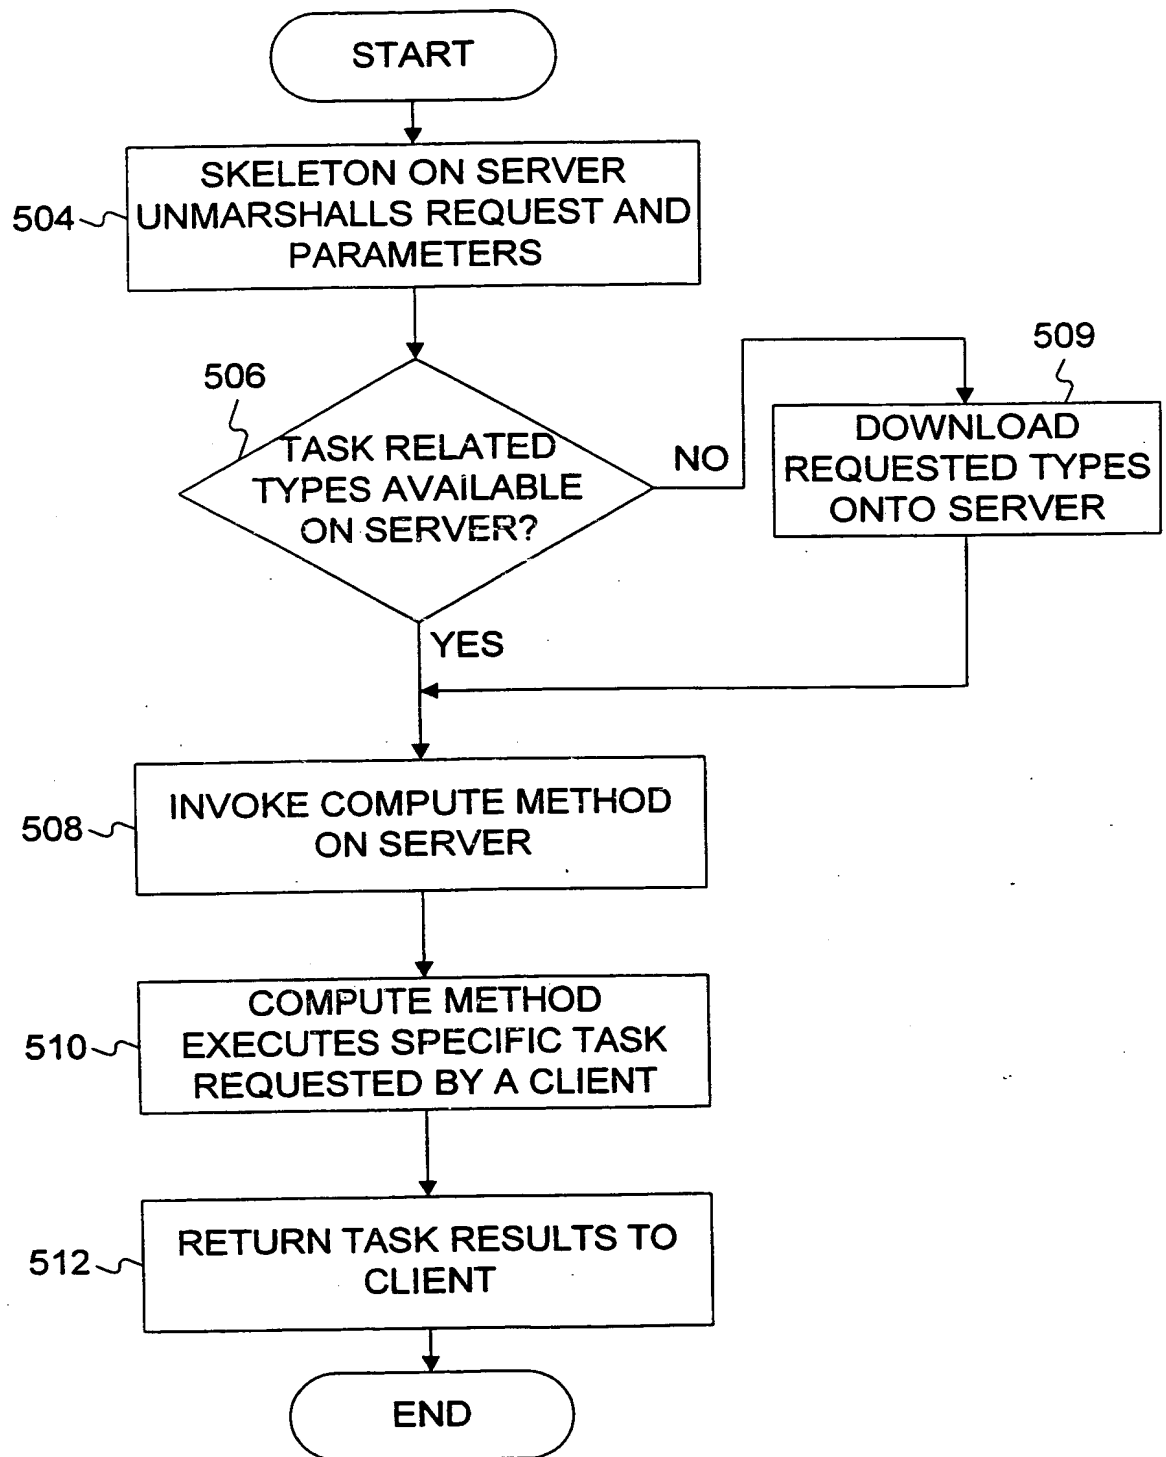 START
SKELETON ON SERVER
UNMARSHALLS REQUEST AND
PARAMETERS
504
506
TASK RELATED
TYPES AVAILABLE
ON SERVER?
NO
509
DOWNLOAD
REQUESTED TYPES
ONTO SERVER
YES
508
INVOKE COMPUTE METHOD
ON SERVER
510
COMPUTE METHOD
EXECUTES SPECIFIC TASK
REQUESTED BY A CLIENT
512
RETURN TASK RESULTS TO
CLIENT
END